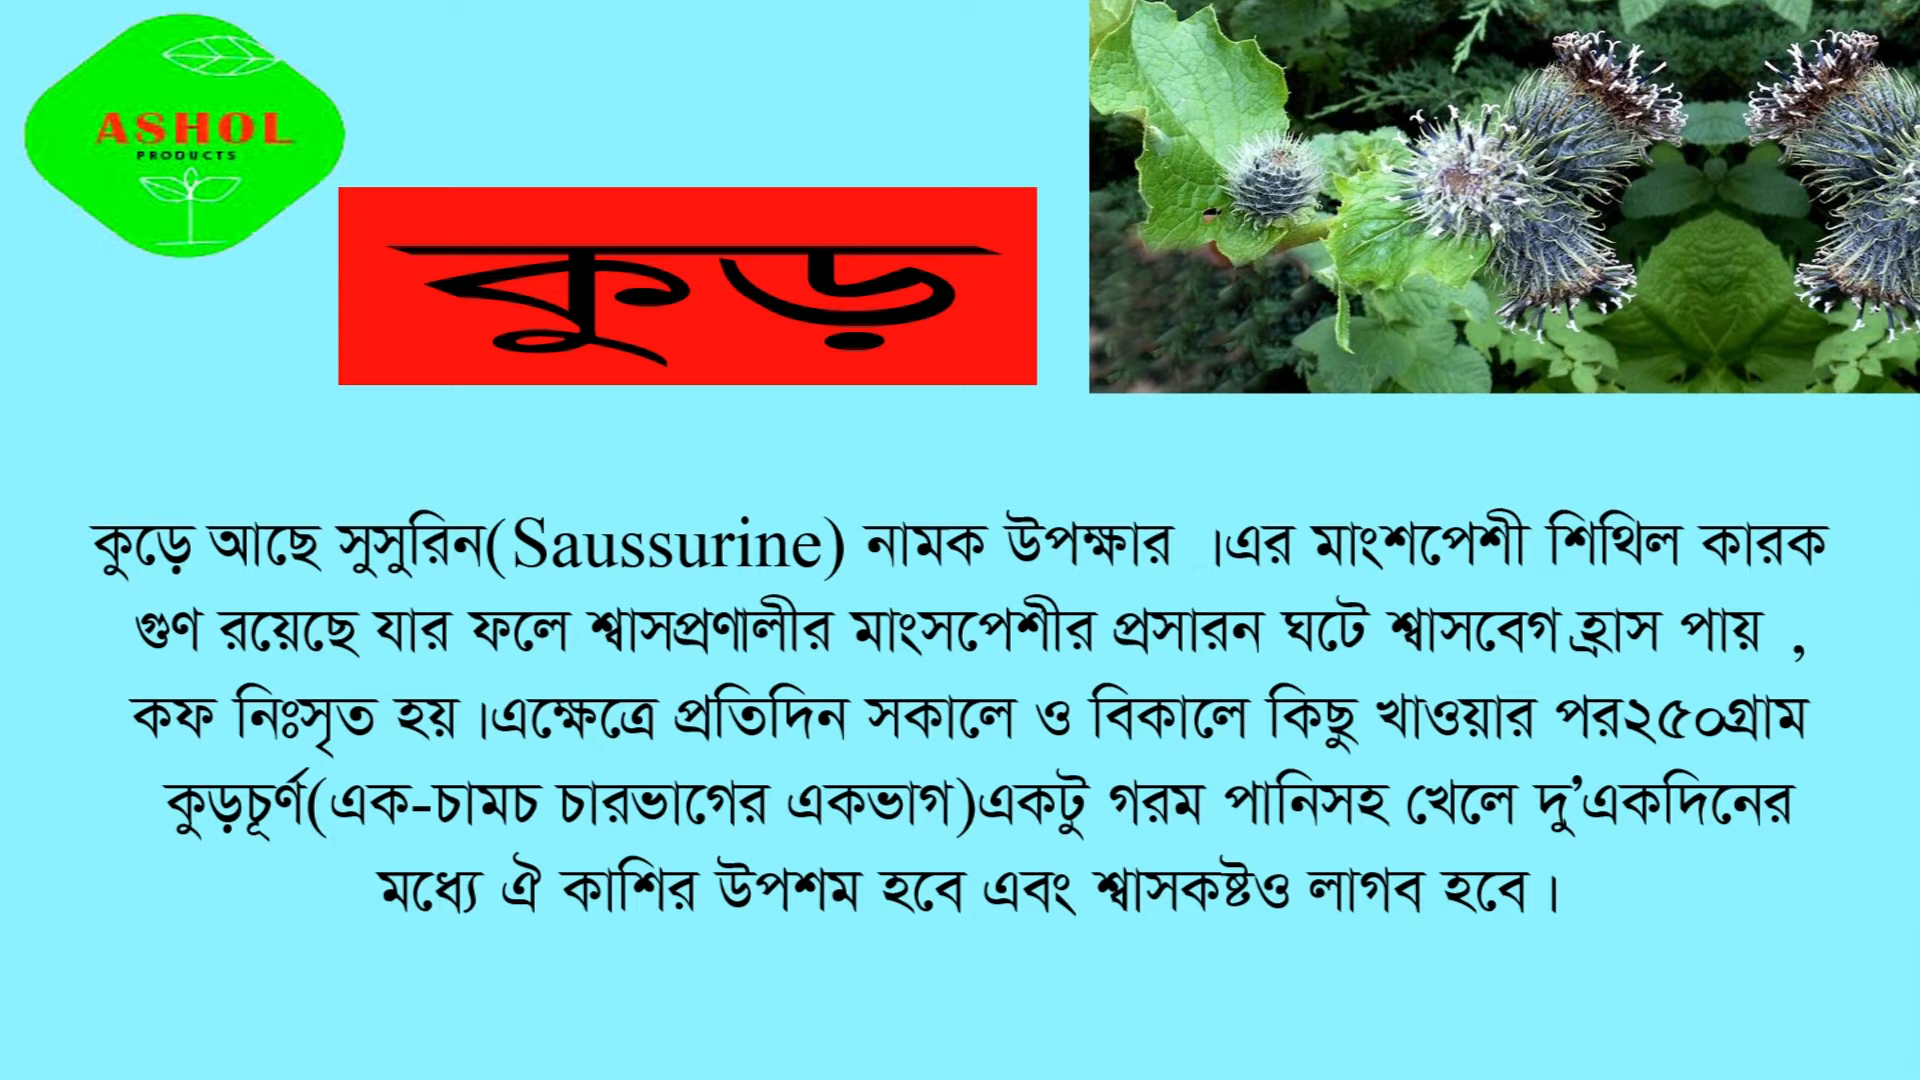 ASHOL
PRODUCTS
কুড়
কুড়ে আছে সুসুরিন(Saussurine) নামক উপক্ষার ।এর মাংশপেশী শিথিল কারক
গুণ রয়েছে যার ফলে শ্বাসপ্রণালীর মাংসপেশীর প্রসারন ঘটে শ্বাসবেগ হ্রাস পায় ,
কফ নিঃসৃত হয় ।এক্ষেত্রে প্রতিদিন সকালে ও বিকালে কিছু খাওয়ার পর২৫০গ্রাম
কুড়চূর্ণ(এক-চামচ চারভাগের একভাগ)একটু গরম পানিসহ খেলে দু’একদিনের
মধ্যে ঐ কাশির উপশম হবে এবং শ্বাসকষ্টও লাগব হবে ।